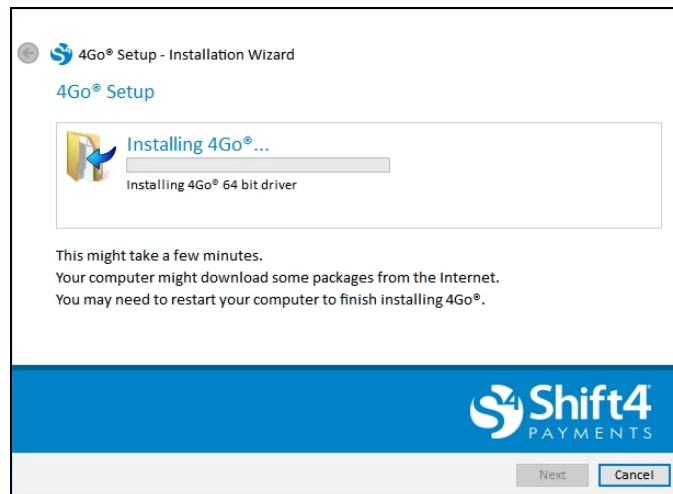 4Go® Setup - Installation Wizard
4Go® Setup
Installing 4Go®...
Installing 4Go® 64 bit driver
This might take a few minutes.
Your computer might download some packages from the Internet.
You may need to restart your computer to finish installing 4Go®.
S4 Shift4
PAYMENTS
Next Cancel